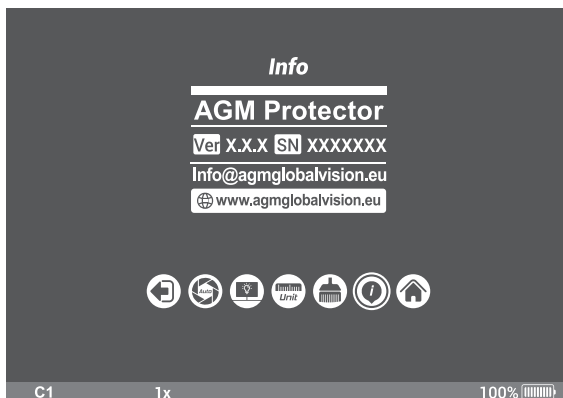 Info
AGM Protector
Ver X.X.X SN XXXXXXX
Info@agmglobalvision.eu
www.agmglobalvision.eu
Auto Unit i
C1 1x 100%